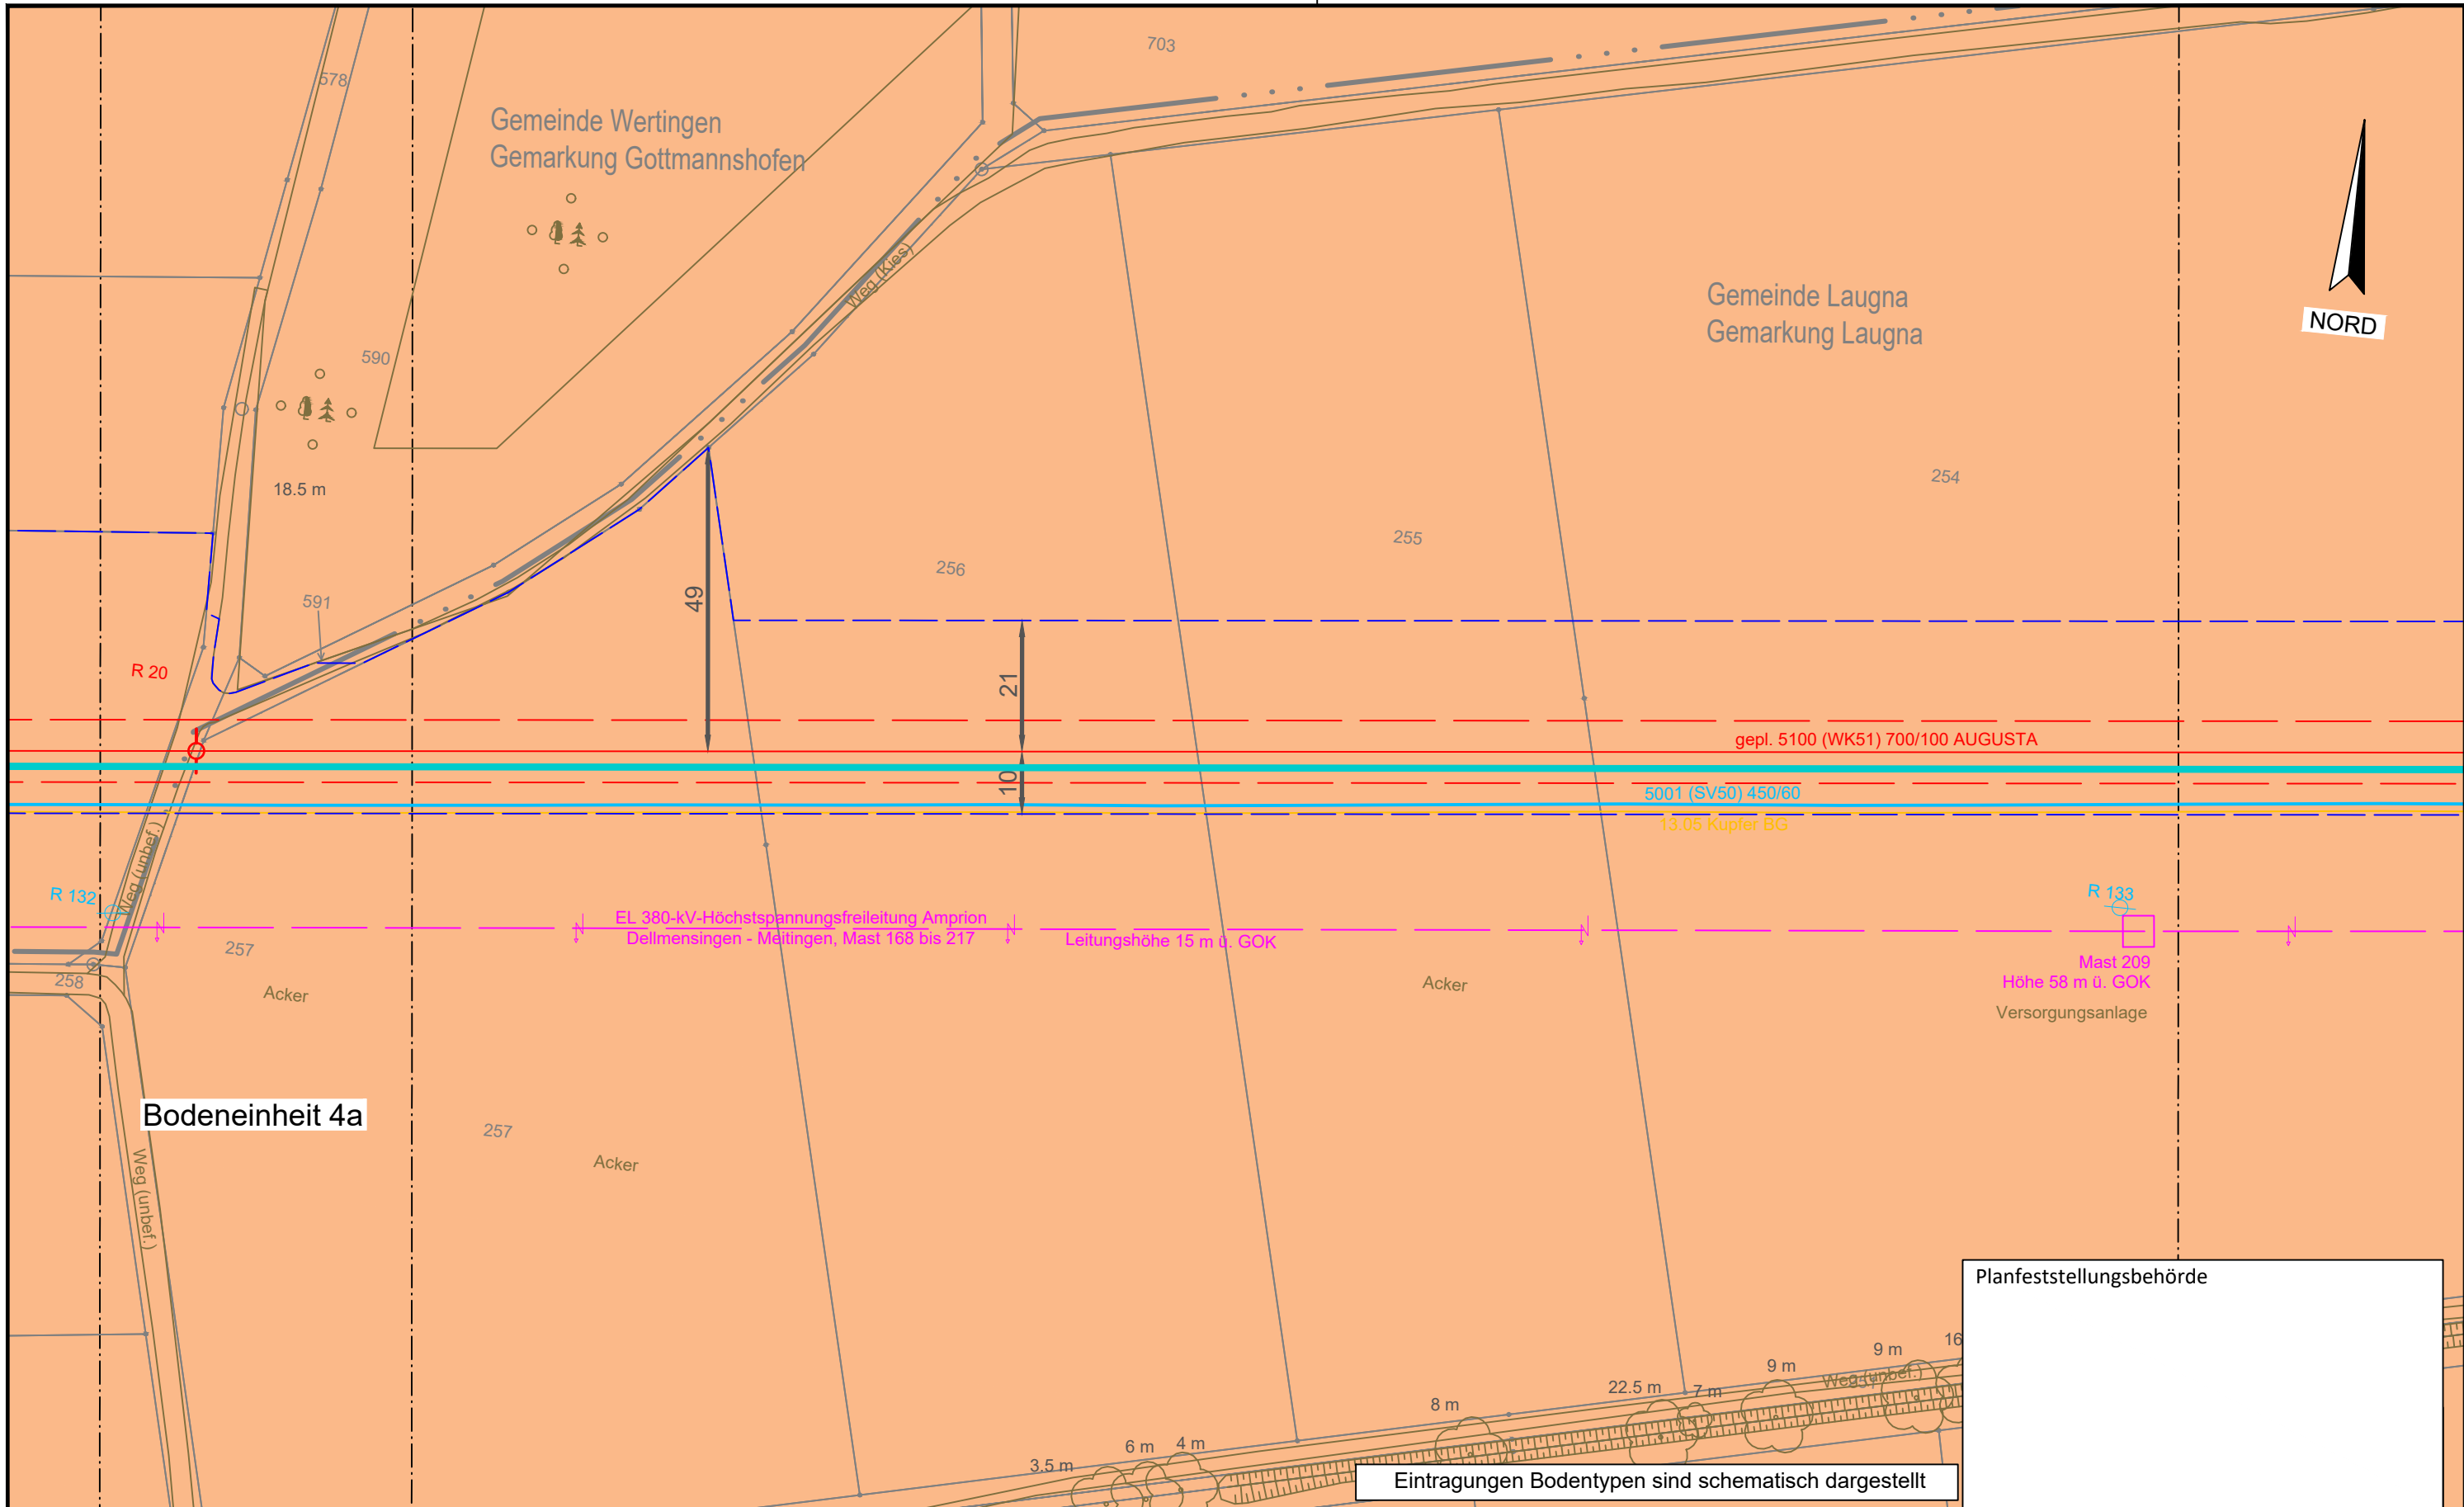 703
578
Gemeinde Wertingen
Gemarkung Gottmannshofen
Weg (Kies)
Gemeinde Laugna
Gemarkung Laugna
NORD
590
18.5 m
254
255
256
49
591
21
R 20
gepl. 5100 (WK51) 700/100 AUGUSTA
10
5001 (SV50) 450/60
13.05 Kupfer BG
Weg (unbef.)
R 132
R 133
EL 380-kV-Höchstspannungsfreileitung Amprion
Dellmensingen - Meitingen, Mast 168 bis 217
Leitungshöhe 15 m ü. GOK
257
258
Acker
Acker
Mast 209
Höhe 58 m ü. GOK
Versorgungsanlage
Bodeneinheit 4a
257
Acker
Weg (unbef.)
Planfeststellungsbehörde
16
9 m
9 m
Weg (unbef.)
22.5 m
7 m
8 m
6 m
4 m
3.5 m
Eintragungen Bodentypen sind schematisch dargestellt